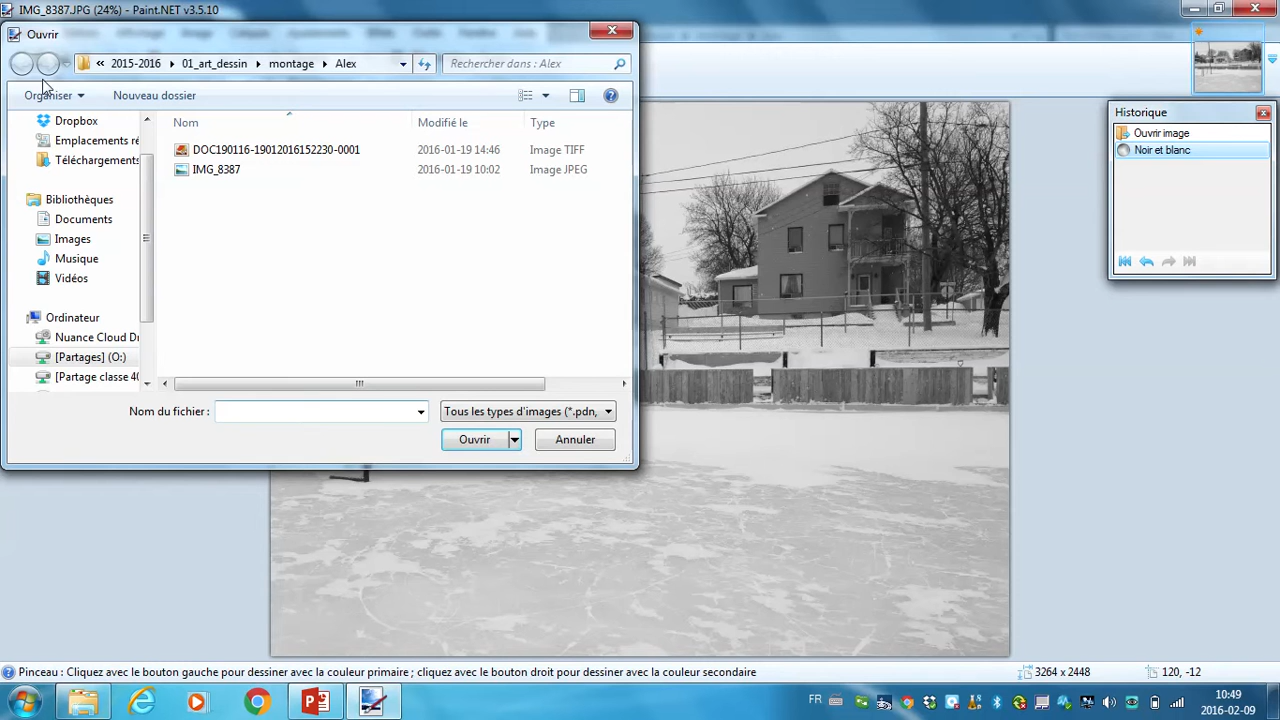 IMG_8387.JPG (24%) - Paint.NET v3.5.10
Ouvrir
« 2015-2016 01_art_dessin montage Alex
Rechercher dans : Alex
Organiser Nouveau dossier
Dropbox
Emplacements ré
Téléchargements
Bibliothèques
Documents
Images
Musique
Vidéos
Ordinateur
Nuance Cloud Dr
[Partages] (O:)
[Partage classe 40
Nom Modifié le Type
DOC190116-19012016152230-0001 2016-01-19 14:46 Image TIFF
IMG_8387 2016-01-19 10:02 Image JPEG
Nom du fichier :
Tous les types d'images (*.pdn,
Ouvrir Annuler
Historique
Ouvrir image
Noir et blanc
Pinceau : Cliquez avec le bouton gauche pour dessiner avec la couleur primaire ; cliquez avec le bouton droit pour dessiner avec la couleur secondaire
3264 x 2448
120, -12
FR
10:49
2016-02-09